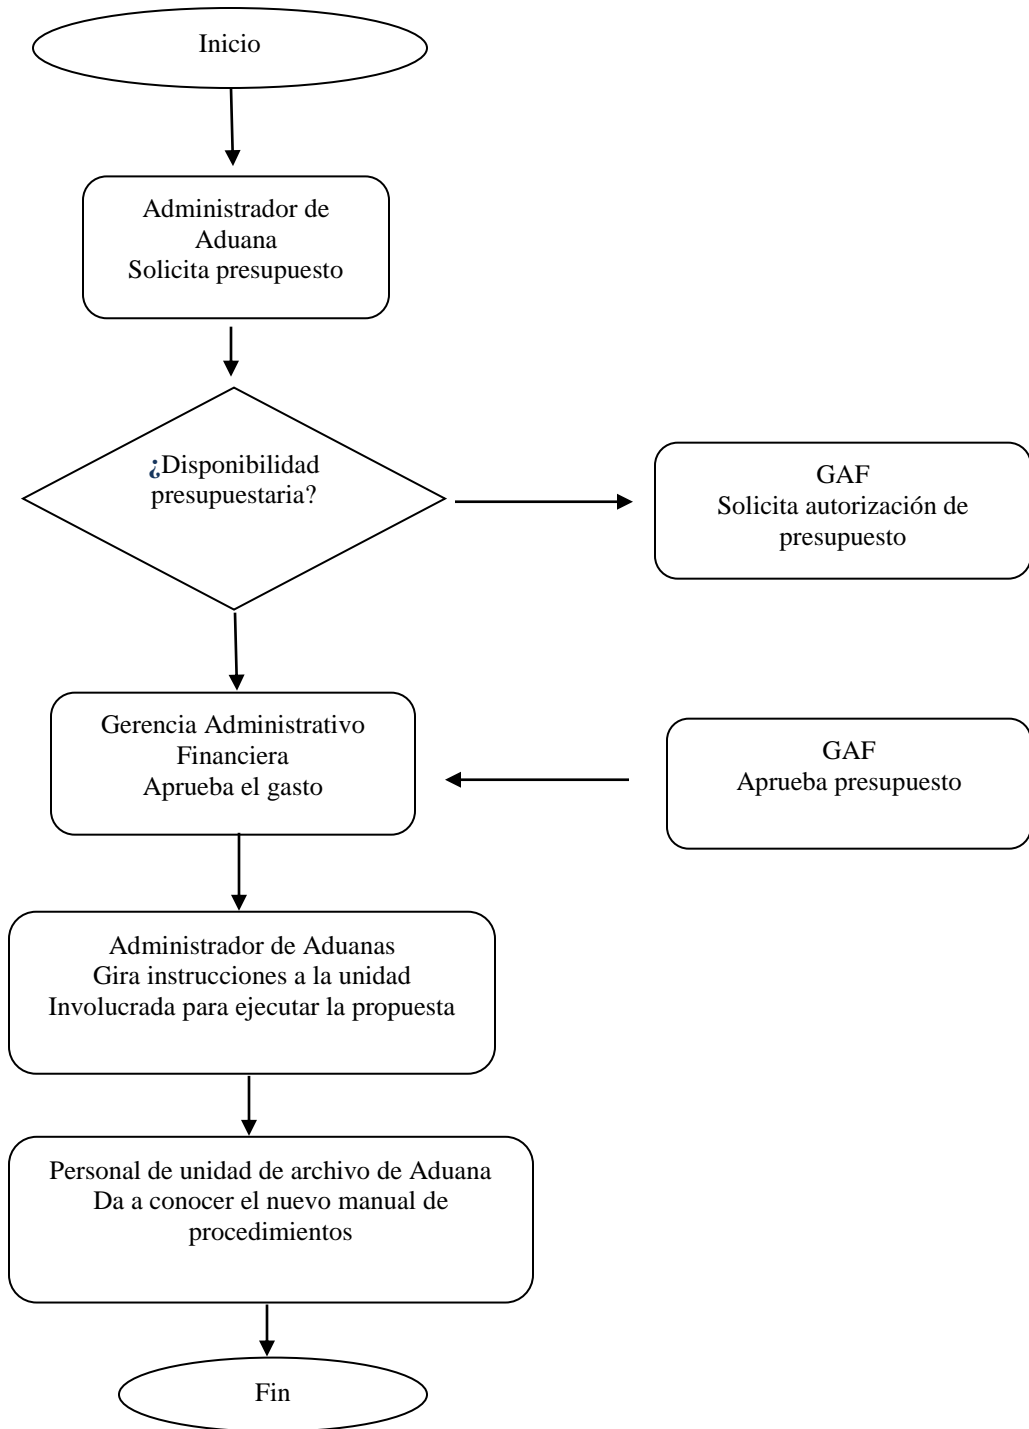 Inicio
Administrador de
Aduana
Solicita presupuesto
¿Disponibilidad
presupuestaria?
GAF
Solicita autorización de
presupuesto
Gerencia Administrativo
Financiera
Aprueba el gasto
GAF
Aprueba presupuesto
Administrador de Aduanas
Gira instrucciones a la unidad
Involucrada para ejecutar la propuesta
Personal de unidad de archivo de Aduana
Da a conocer el nuevo manual de
procedimientos
Fin